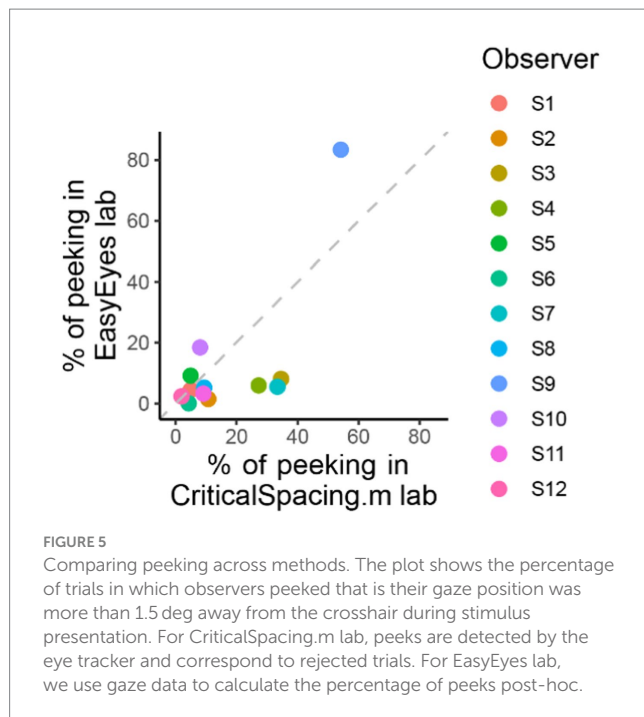 Observer
S1
S2
S3
S4
S5
S6
S7
S8
S9
S10
S11
S12
% of peeking in
EasyEyes lab
80
60
40
20
0
0 20 40 60 80
% of peeking in
CriticalSpacing.m lab
FIGURE 5
Comparing peeking across methods. The plot shows the percentage
of trials in which observers peeked that is their gaze position was
more than 1.5 deg away from the crosshair during stimulus
presentation. For CriticalSpacing.m lab, peeks are detected by the
eye tracker and correspond to rejected trials. For EasyEyes lab,
we use gaze data to calculate the percentage of peeks post-hoc.